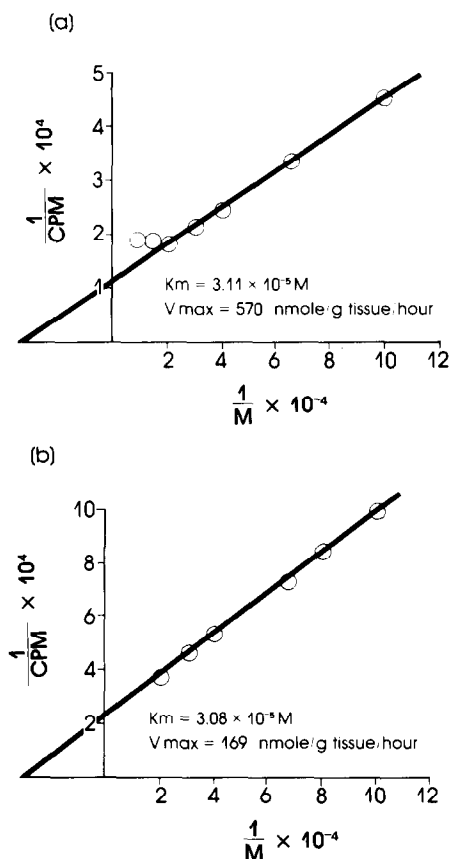 (a)
5
4
3
2
1
1/CPM × 10⁴
Km = 3.11 × 10⁻⁵ M
V max = 570 nmole/g tissue/hour
2 4 6 8 10 12
1/M × 10⁻⁴
(b)
10
8
6
4
2
1/CPM × 10⁴
Km = 3.08 × 10⁻⁵ M
V max = 169 nmole/g tissue/hour
2 4 6 8 10 12
1/M × 10⁻⁴